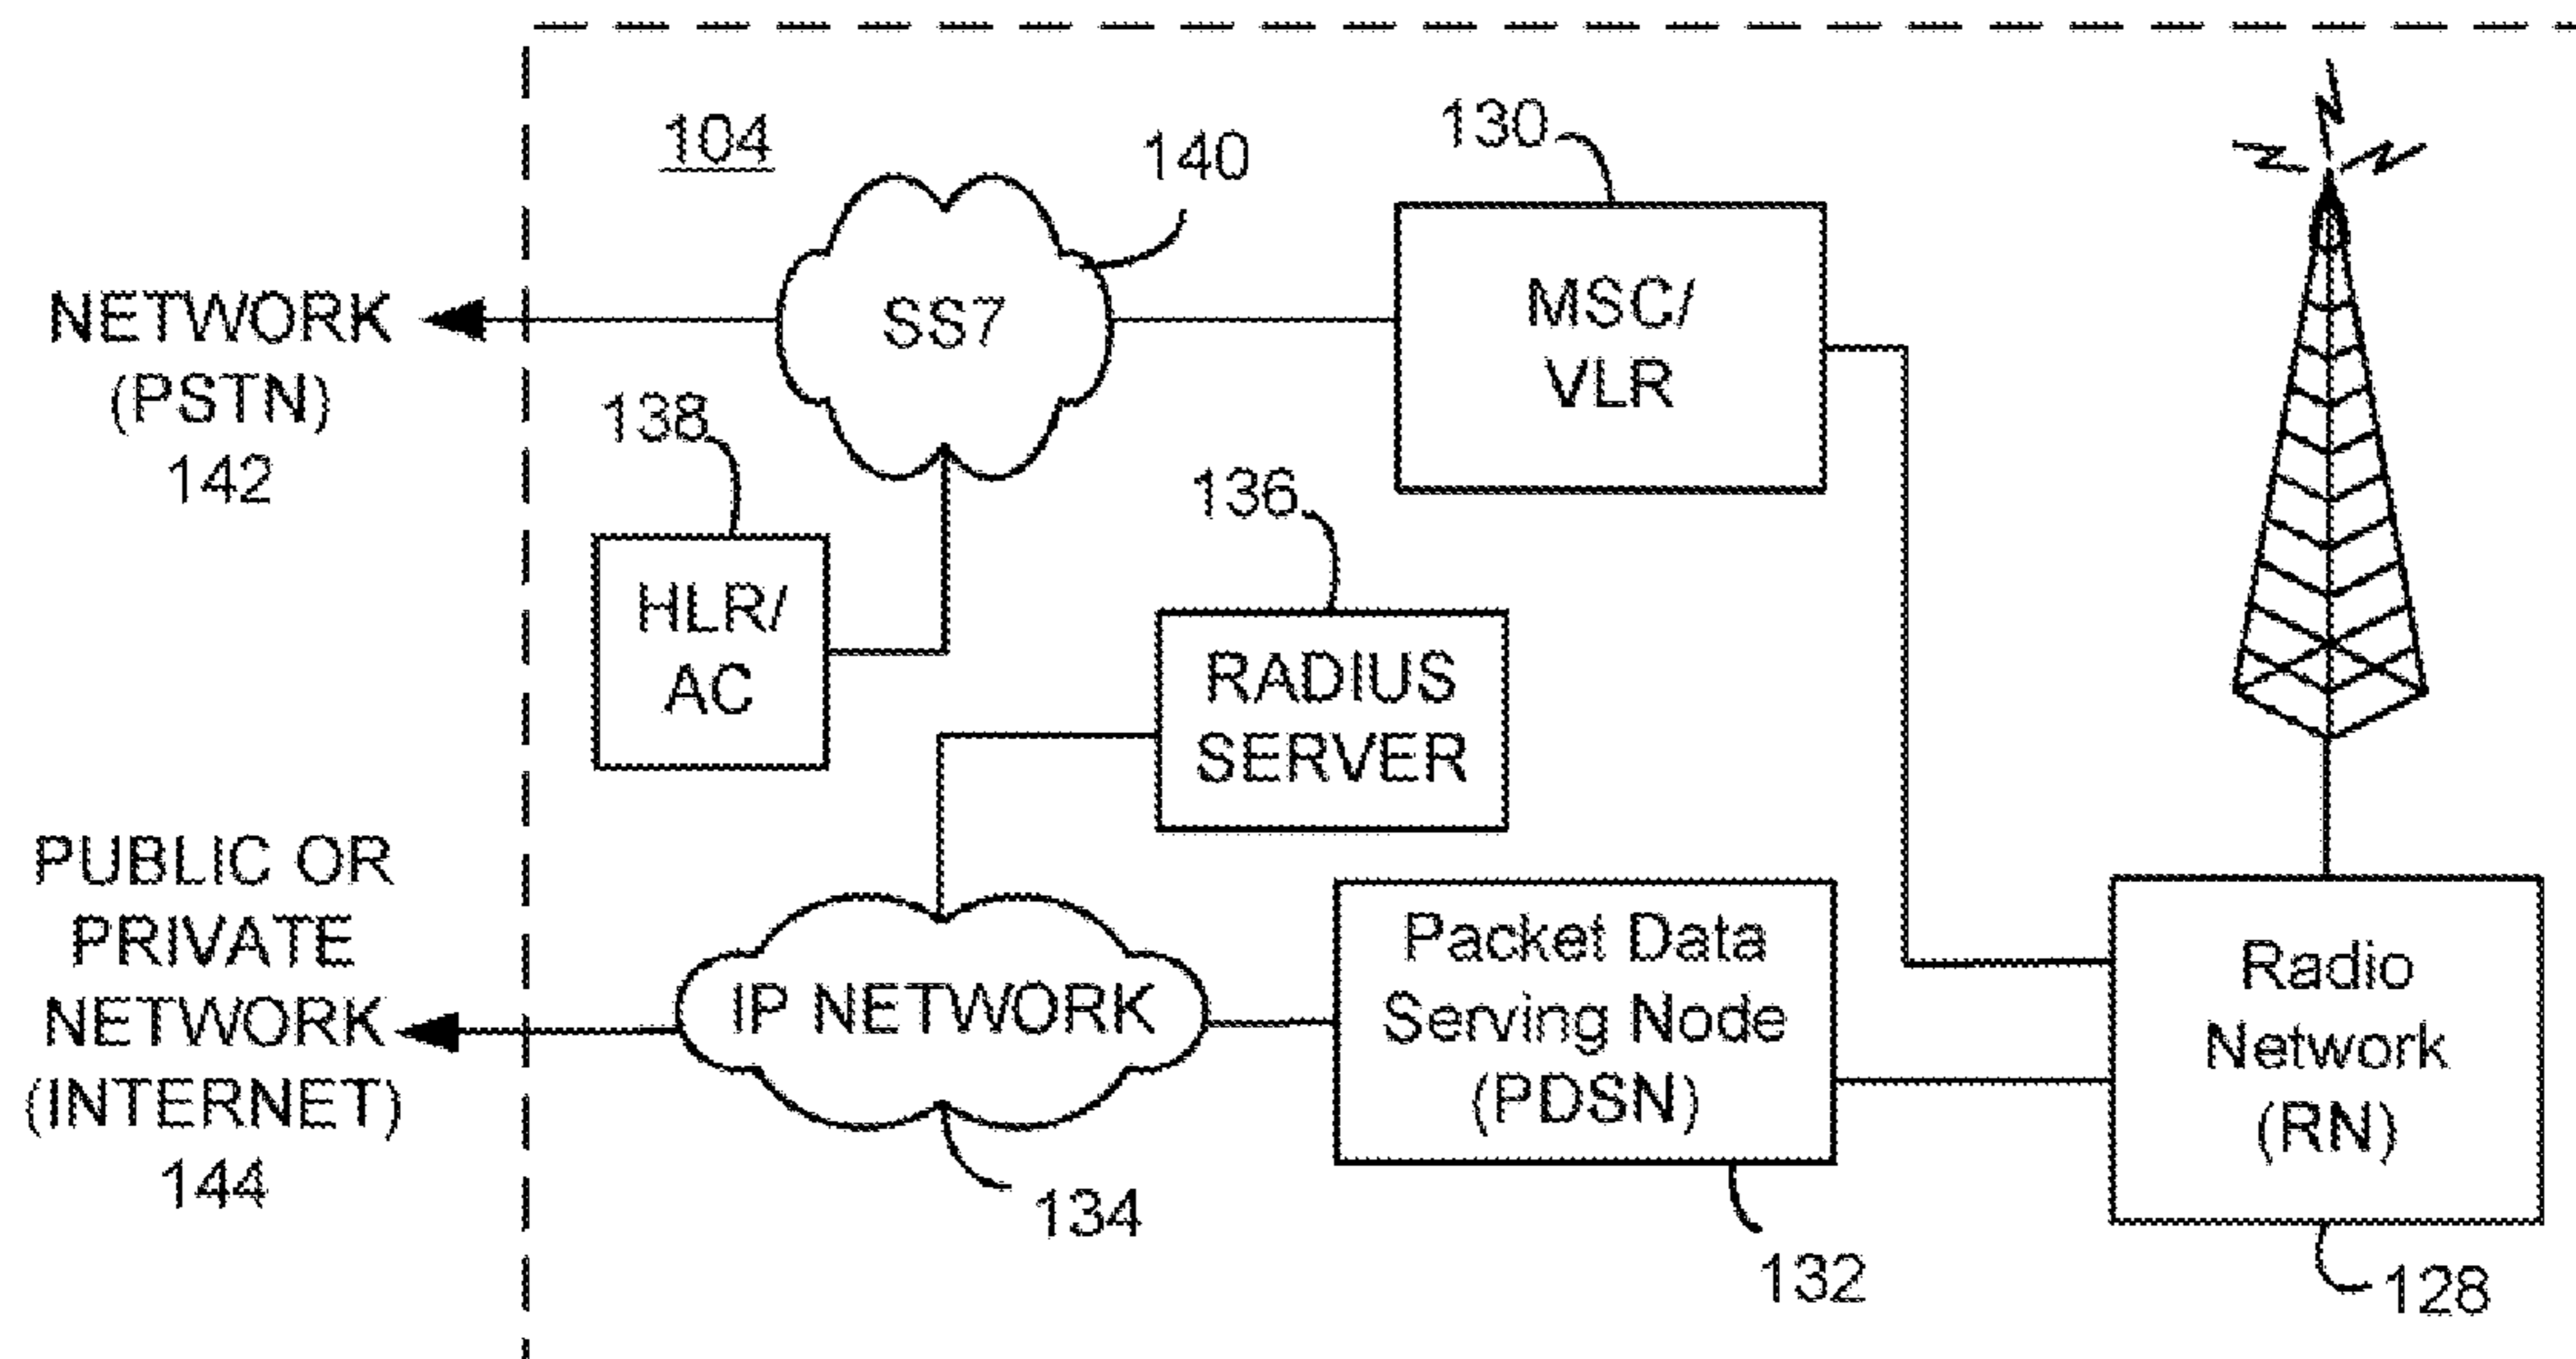 104
140
130
NETWORK
(PSTN)
142
SS7
MSC/
VLR
138
HLR/
AC
136
RADIUS
SERVER
PUBLIC OR
PRIVATE
NETWORK
(INTERNET)
144
IP NETWORK
134
Packet Data
Serving Node
(PDSN)
132
Radio
Network
(RN)
128